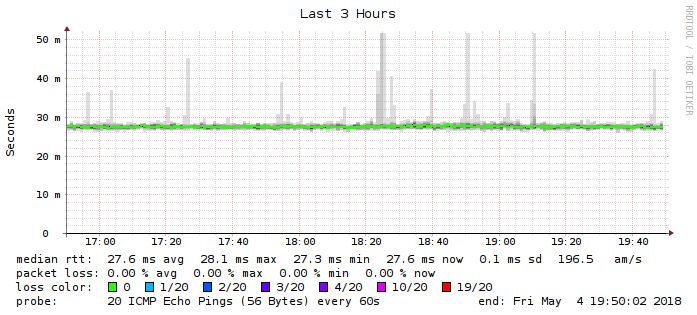 Last 3 Hours
RRDTOOL / TOBI OETIKER
Seconds
50 m
40 m
30 m
20 m
10 m
0
17:00 17:20 17:40 18:00 18:20 18:40 19:00 19:20 19:40
median rtt: 27.6 ms avg 28.1 ms max 27.3 ms min 27.6 ms now 0.1 ms sd 196.5 am/s
packet loss: 0.00 % avg 0.00 % max 0.00 % min 0.00 % now
loss color: 0 1/20 2/20 3/20 4/20 10/20 19/20
probe: 20 ICMP Echo Pings (56 Bytes) every 60s end: Fri May 4 19:50:02 2018